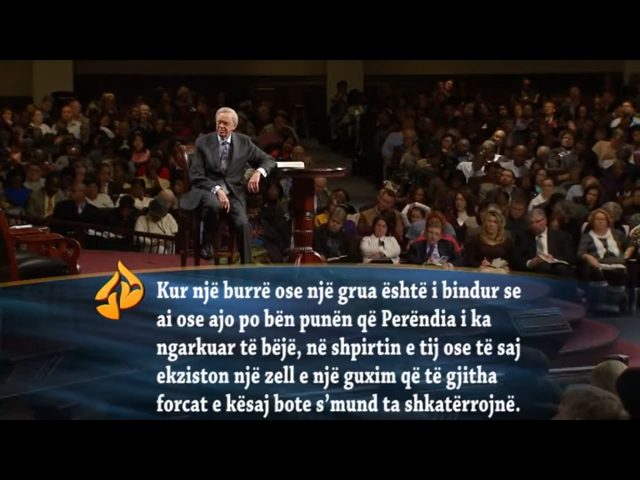 Kur një burrë ose një grua është i bindur se
ai ose ajo po bën punën që Perëndia i ka
ngarkuar të bëjë, në shpirtin e tij ose të saj
ekziston një zell e një guxim që të gjitha
forcat e kësaj bote s’mund ta shkatërrojnë.